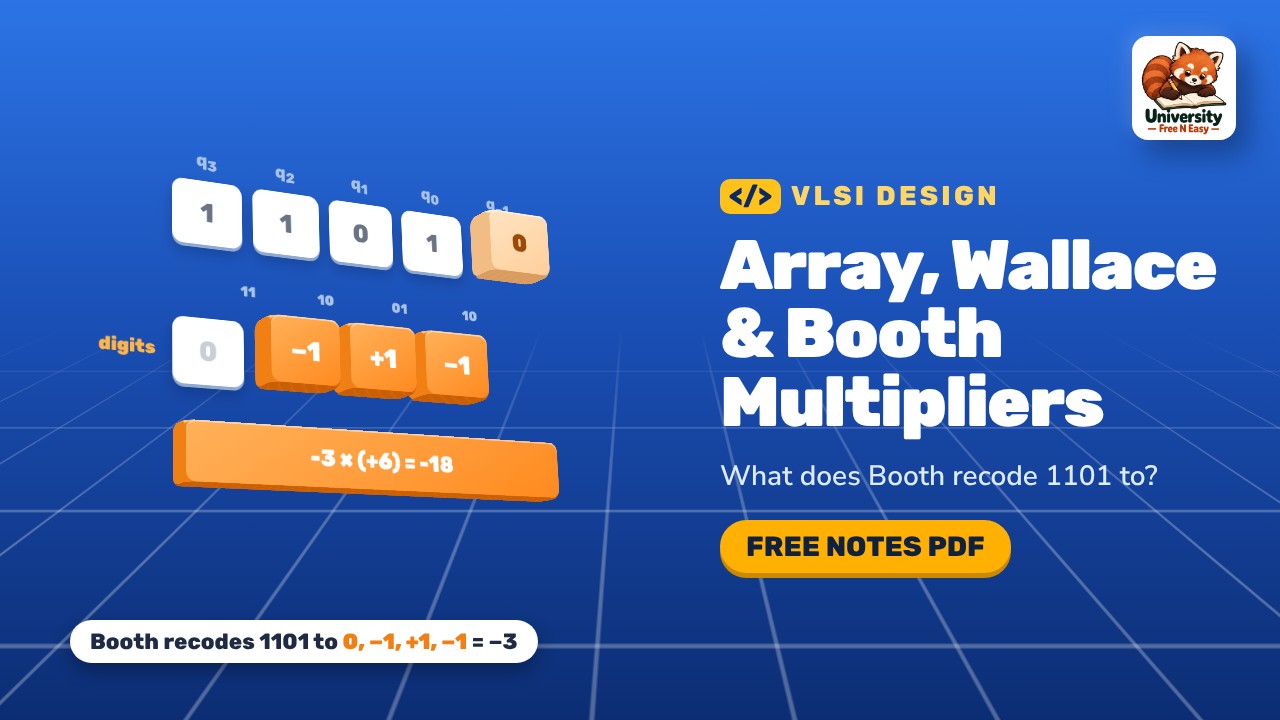 University
Free N Easy
q3 q2 q1 q0 q-1
1 1 0 1 0
11 10 01 10
digits 0 −1 +1 −1
-3 × (+6) = -18
Booth recodes 1101 to 0, −1, +1, −1 = −3
</> VLSI DESIGN
Array, Wallace
& Booth
Multipliers
What does Booth recode 1101 to?
FREE NOTES PDF